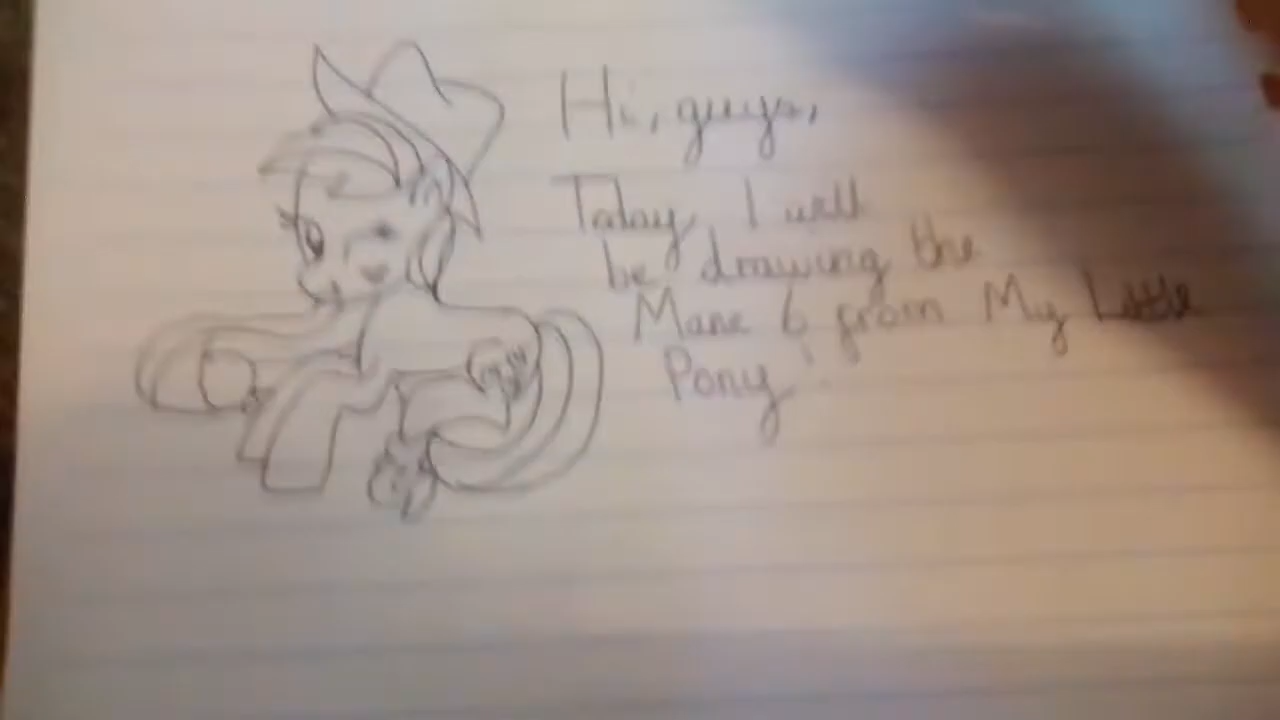 Hi, guys,
Today, I will
be drawing the
Mane 6 from My Little
Pony!